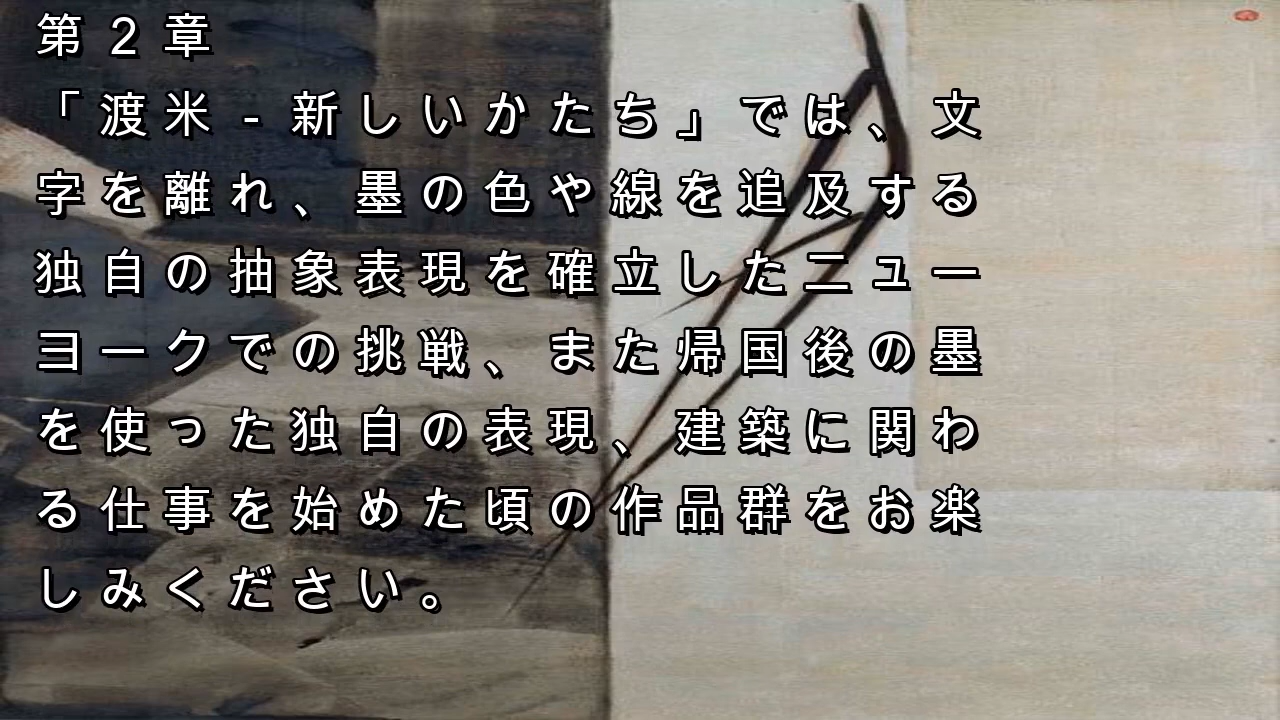 第2章
「渡米-新しいかたち」では、文
字を離れ、墨の色や線を追及する
独自の抽象表現を確立したニュー
ヨークでの挑戦、また帰国後の墨
を使った独自の表現、建築に関わ
る仕事を始めた頃の作品群をお楽
しみください。